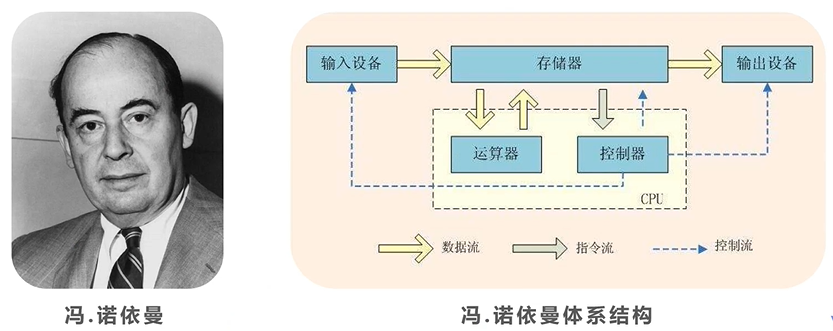 输入设备
存储器
输出设备
运算器
控制器
CPU
数据流
指令流
控制流
冯.诺依曼
冯.诺依曼体系结构